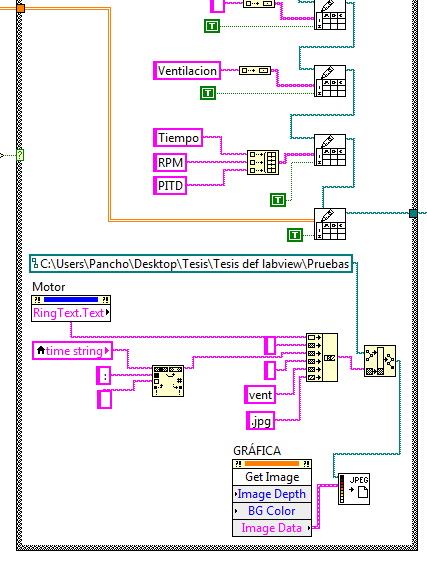 T
Ventilacion
T
Tiempo
RPM
PITD
T
T
?
C:\Users\Pancho\Desktop\Tesis\Tesis def labview\Pruebas
Motor
RingText.Text
time string
:
vent
.jpg
GRÁFICA
Get Image
Image Depth
BG Color
Image Data
JPEG